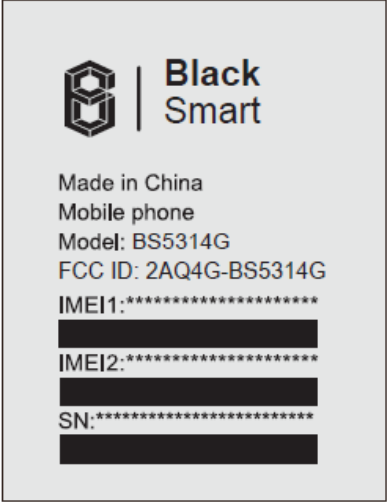 Black
Smart
Made in China
Mobile phone
Model: BS5314G
FCC ID: 2AQ4G-BS5314G
IMEI1:**********************
IMEI2:**********************
SN:*************************